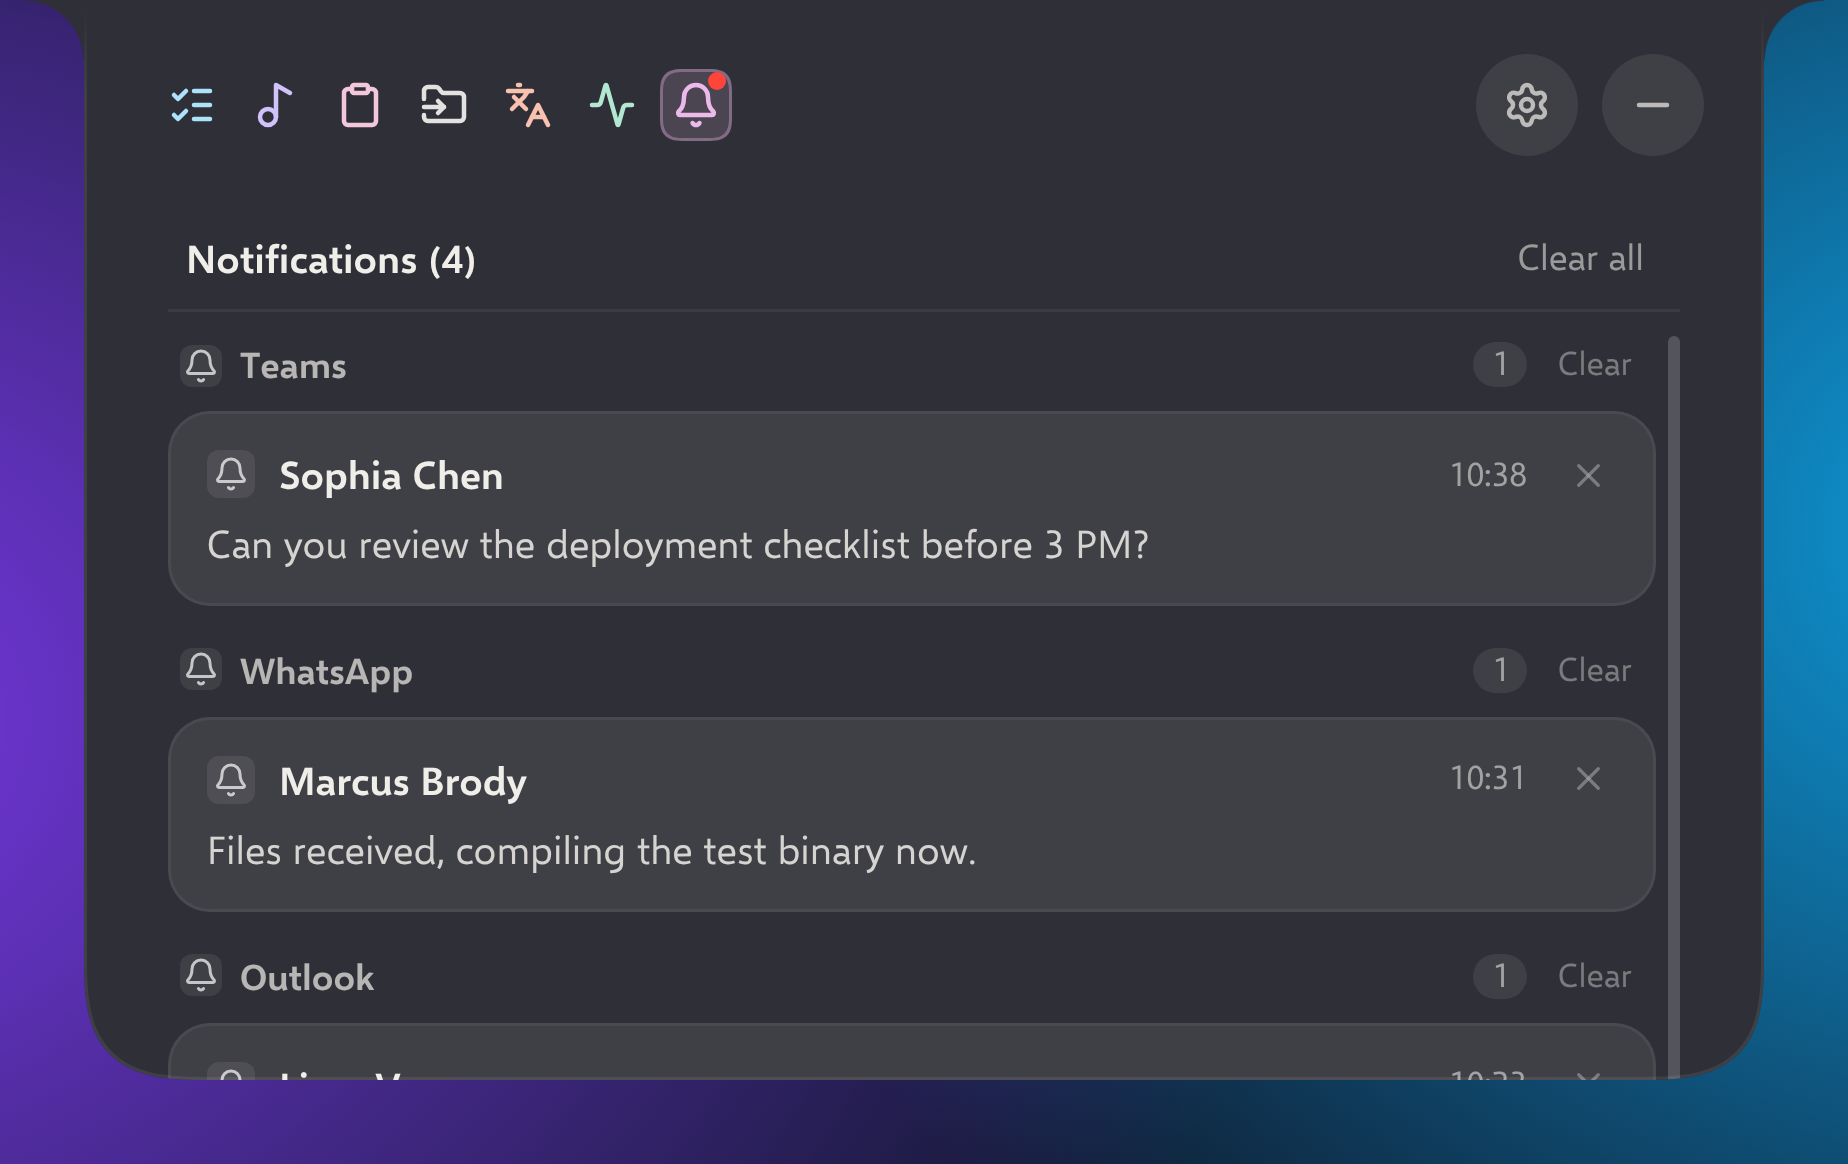 Notifications (4)
Clear all
Teams
1
Clear
Sophia Chen
10:38
Can you review the deployment checklist before 3 PM?
WhatsApp
1
Clear
Marcus Brody
10:31
Files received, compiling the test binary now.
Outlook
1
Clear